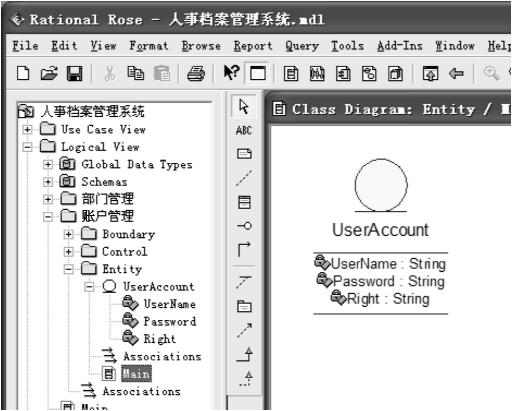 Rational Rose - 人事档案管理系统.mdl
File Edit View Format Browse Report Query Tools Add-Ins Window Help
人事档案管理系统
Use Case View
Logical View
Global Data Types
Schemas
部门管理
账户管理
Boundary
Control
Entity
UserAccount
UserName
Password
Right
Associations
Main
Associations
Main
ABC
Class Diagram: Entity /
UserAccount
UserName : String
Password : String
Right : String